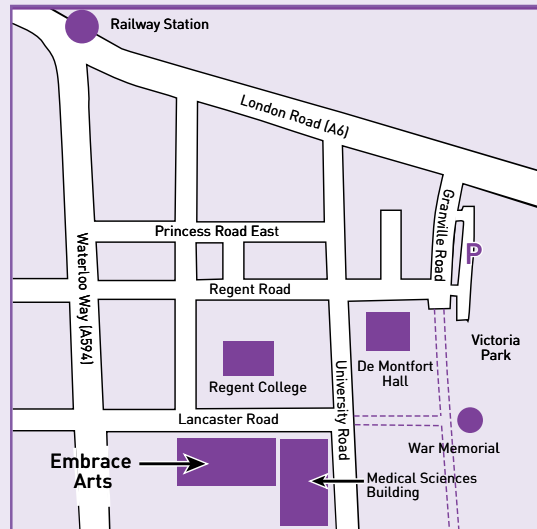 Railway Station
London Road (A6)
Granville Road
Princess Road East
P
Waterloo Way (A594)
Regent Road
Victoria
Park
De Montfort
Hall
Regent College
University Road
Lancaster Road
War Memorial
Embrace
Arts
Medical Sciences
Building